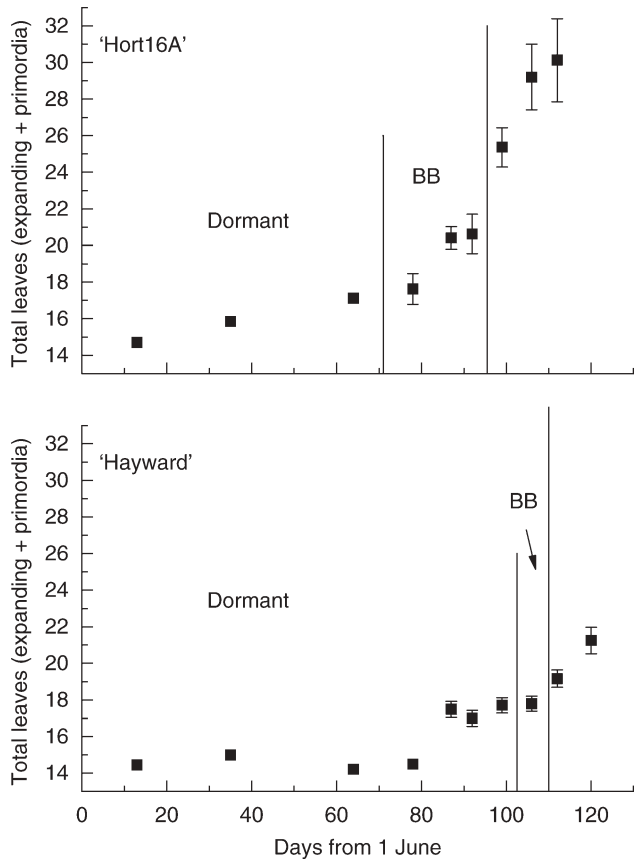 Total leaves (expanding + primordia)
32
30
28
26
24
22
20
18
16
14
'Hort16A'
Dormant
BB
Total leaves (expanding + primordia)
32
30
28
26
24
22
20
18
16
14
'Hayward'
Dormant
BB
0 20 40 60 80 100 120
Days from 1 June